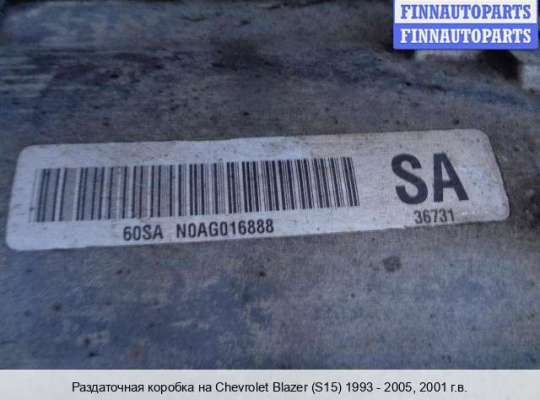 FINNAUTOPARTS
FINNAUTOPARTS
SA
60SA N0AG016888
36731
Раздаточная коробка на Chevrolet Blazer (S15) 1993 - 2005, 2001 г.в.